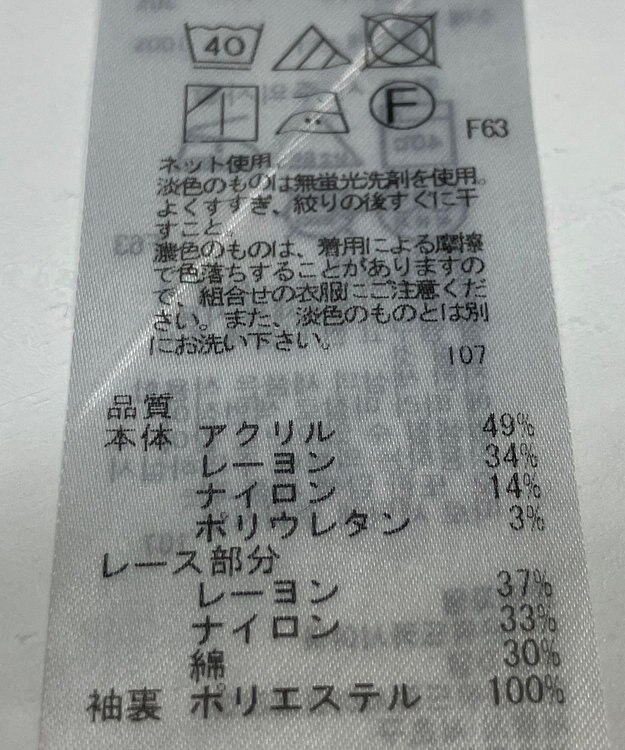 40
F
F63
ネット使用。
淡色のものは無蛍光洗剤を使用。
よくすすぎ、絞りの後すぐに干
すこと。
濃色のものは、着用による摩擦
で色落ちすることがありますの
で、組合せの衣服にご注意くだ
さい。また、淡色のものとは別
にお洗い下さい。
107
品質
本体 アクリル 49%
レーヨン 34%
ナイロン 14%
ポリウレタン 3%
レース部分
レーヨン 37%
ナイロン 33%
綿 30%
袖裏 ポリエステル 100%